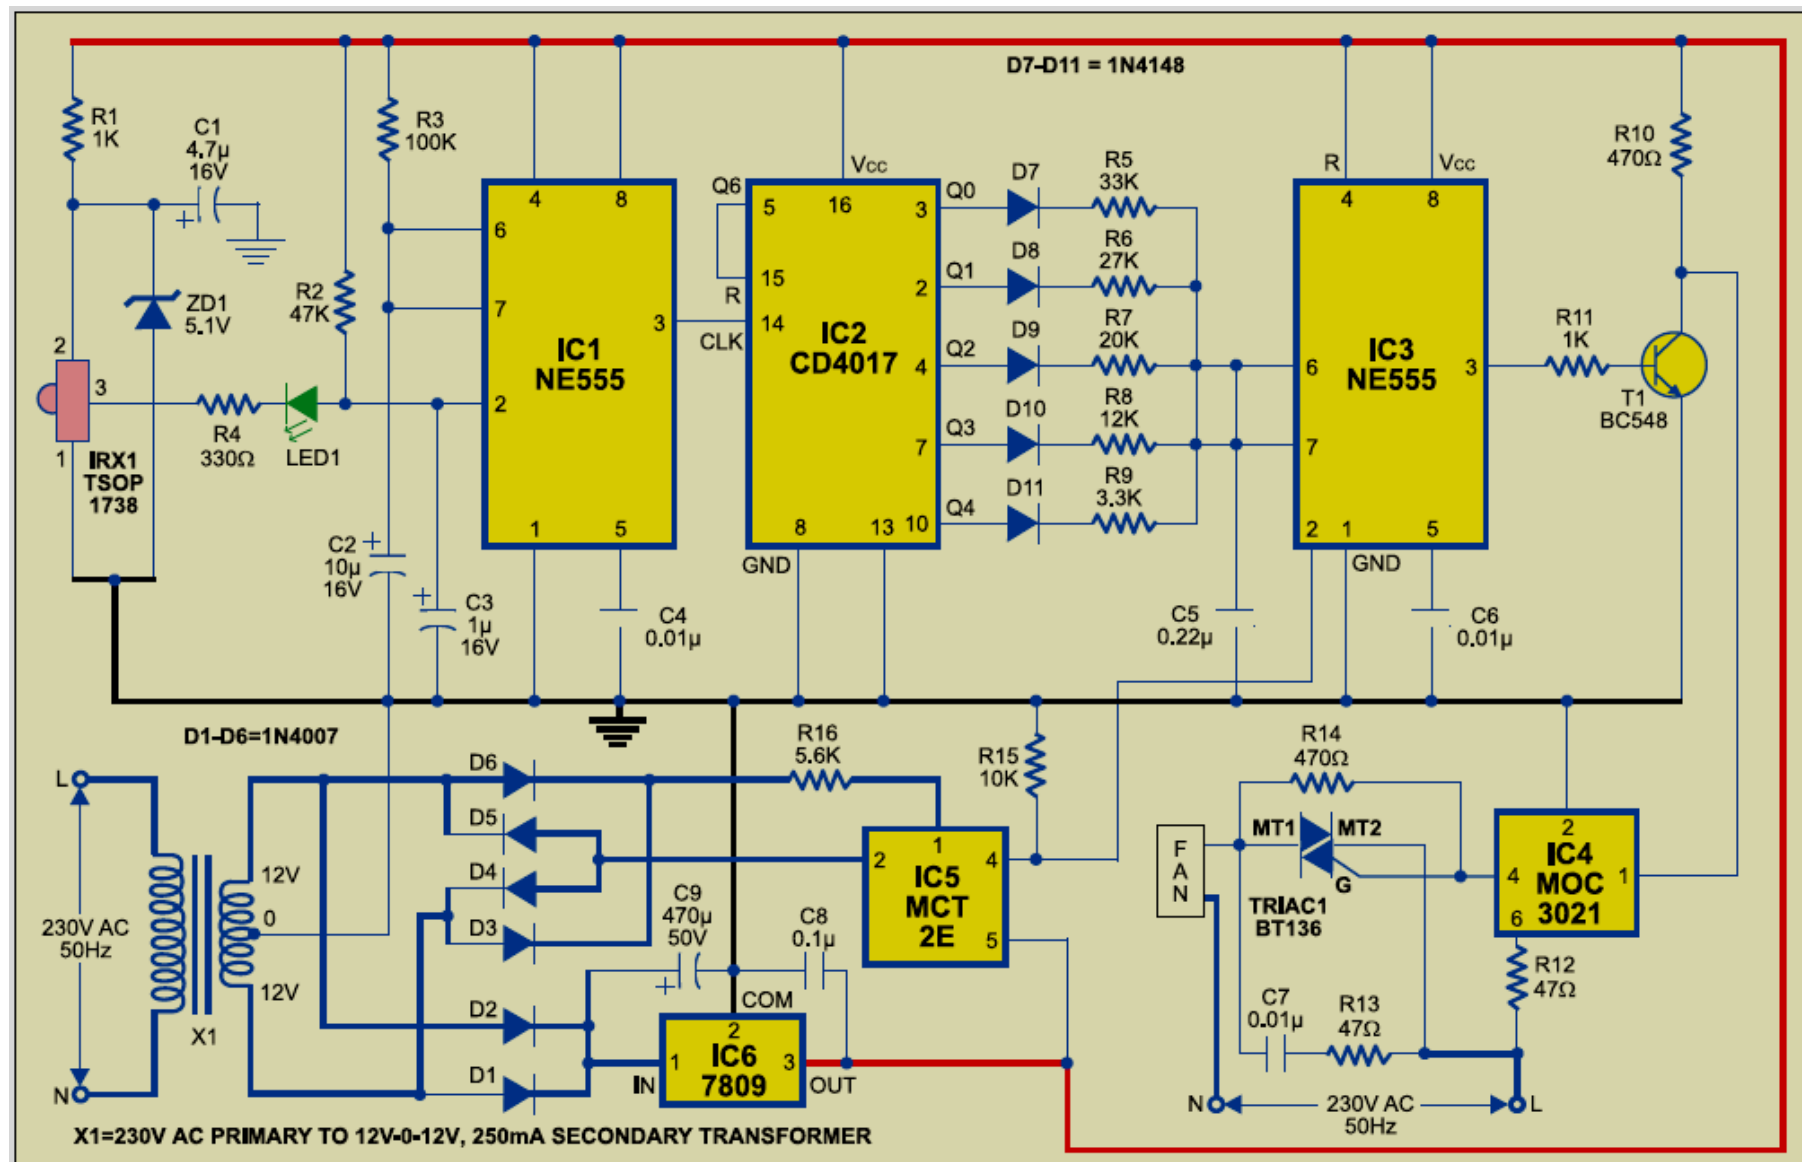 D7-D11 = 1N4148
R1
1K
C1
4.7µ
16V
+
R3
100K
R2
47K
ZD1
5.1V
2
3
1
IRX1
TSOP
1738
R4
330Ω
LED1
C2
10µ
16V
+
C3
1µ
16V
+
4
8
6
7
3
2
1
5
IC1
NE555
C4
0.01µ
Q6
5
15
R
14
CLK
16
Vcc
IC2
CD4017
3
2
4
7
10
8
13
GND
Q0
Q1
Q2
Q3
Q4
D7
D8
D9
D10
D11
R5
33K
R6
27K
R7
20K
R8
12K
R9
3.3K
R
4
8
Vcc
6
7
3
2
1
5
IC3
NE555
GND
C5
0.22µ
C6
0.01µ
R10
470Ω
R11
1K
T1
BC548
D1-D6=1N4007
L
230V AC
50Hz
N
12V
0
12V
X1
D6
D5
D4
D3
D2
D1
R16
5.6K
R15
10K
1
2
4
5
IC5
MCT
2E
C9
470µ
50V
+
C8
0.1µ
COM
2
1
3
IC6
7809
IN
OUT
FAN
R14
470Ω
MT1
MT2
G
TRIAC1
BT136
2
4
1
6
IC4
MOC
3021
R12
47Ω
C7
0.01µ
R13
47Ω
N
230V AC
50Hz
L
X1=230V AC PRIMARY TO 12V-0-12V, 250mA SECONDARY TRANSFORMER